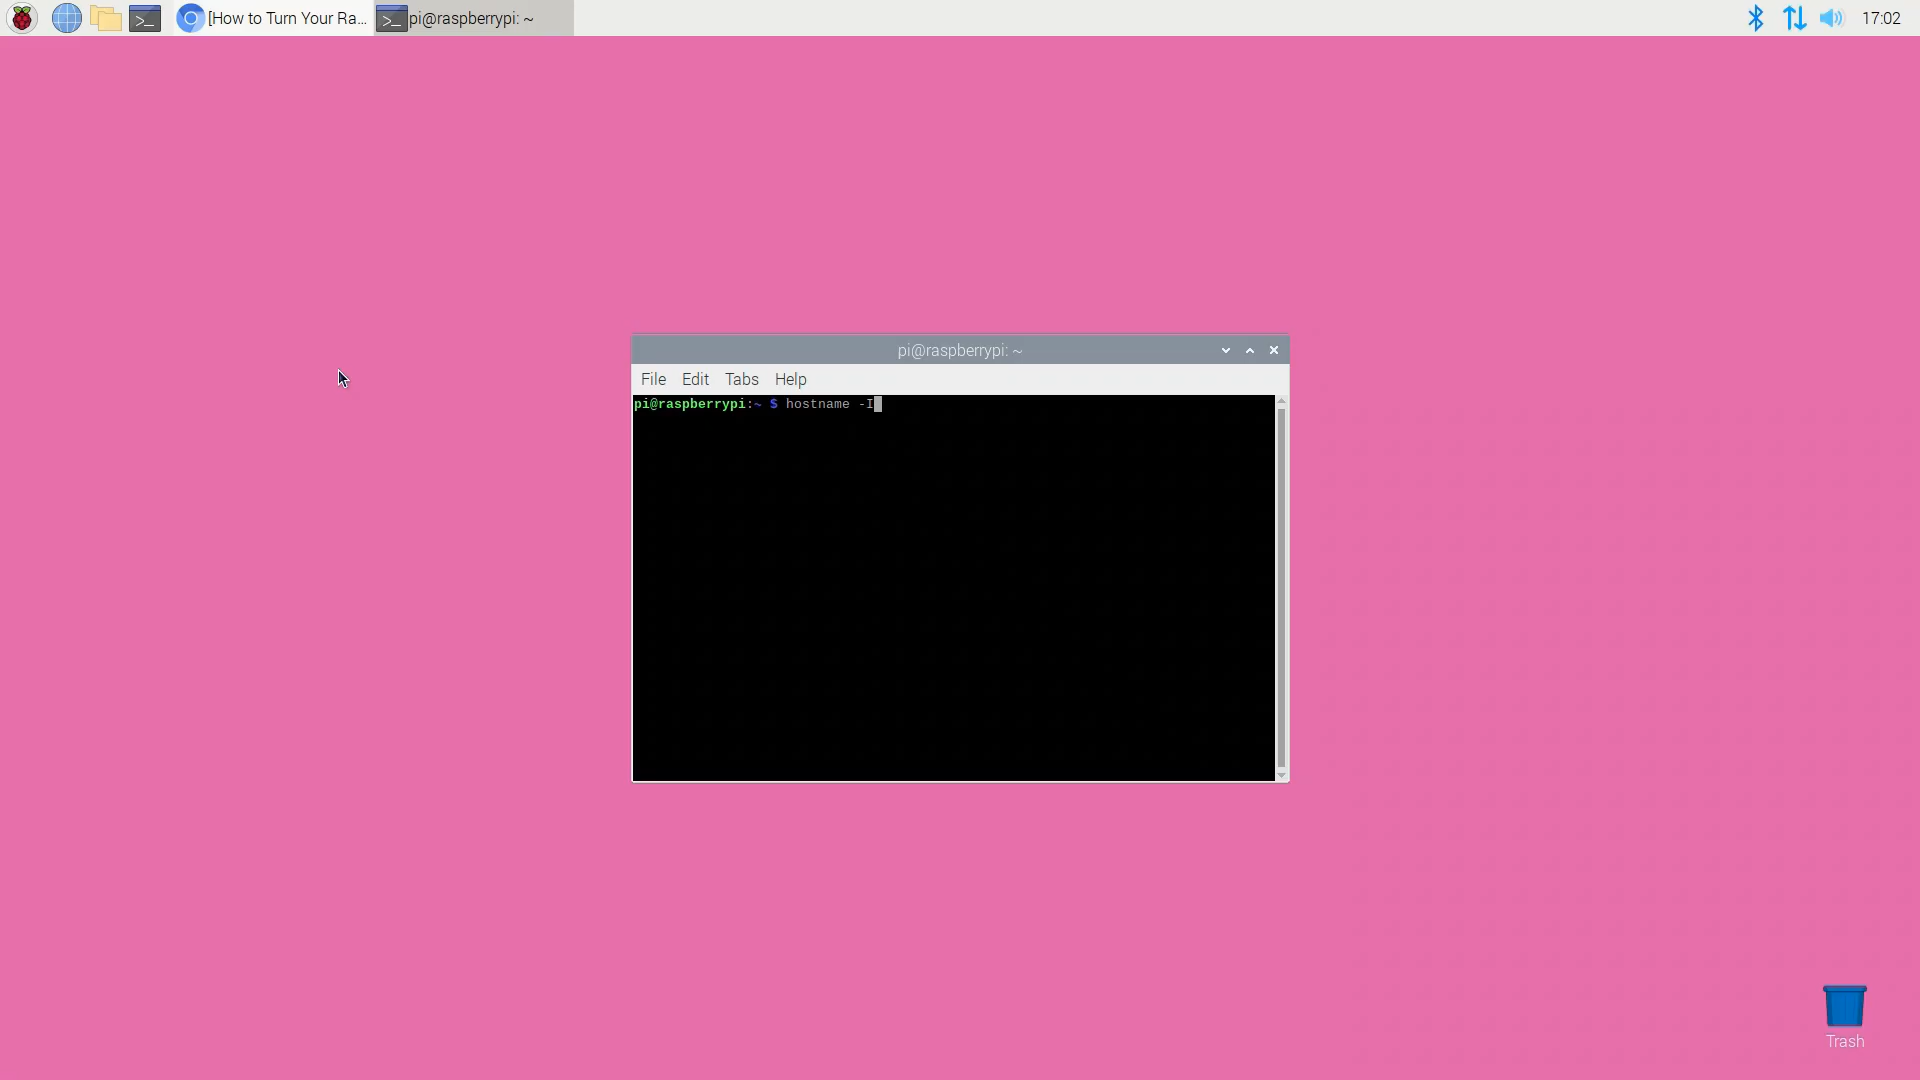 [How to Turn Your Ra... pi@raspberrypi: ~ 17:02
pi@raspberrypi: ~
File Edit Tabs Help
pi@raspberrypi:~ $ hostname -I
Trash